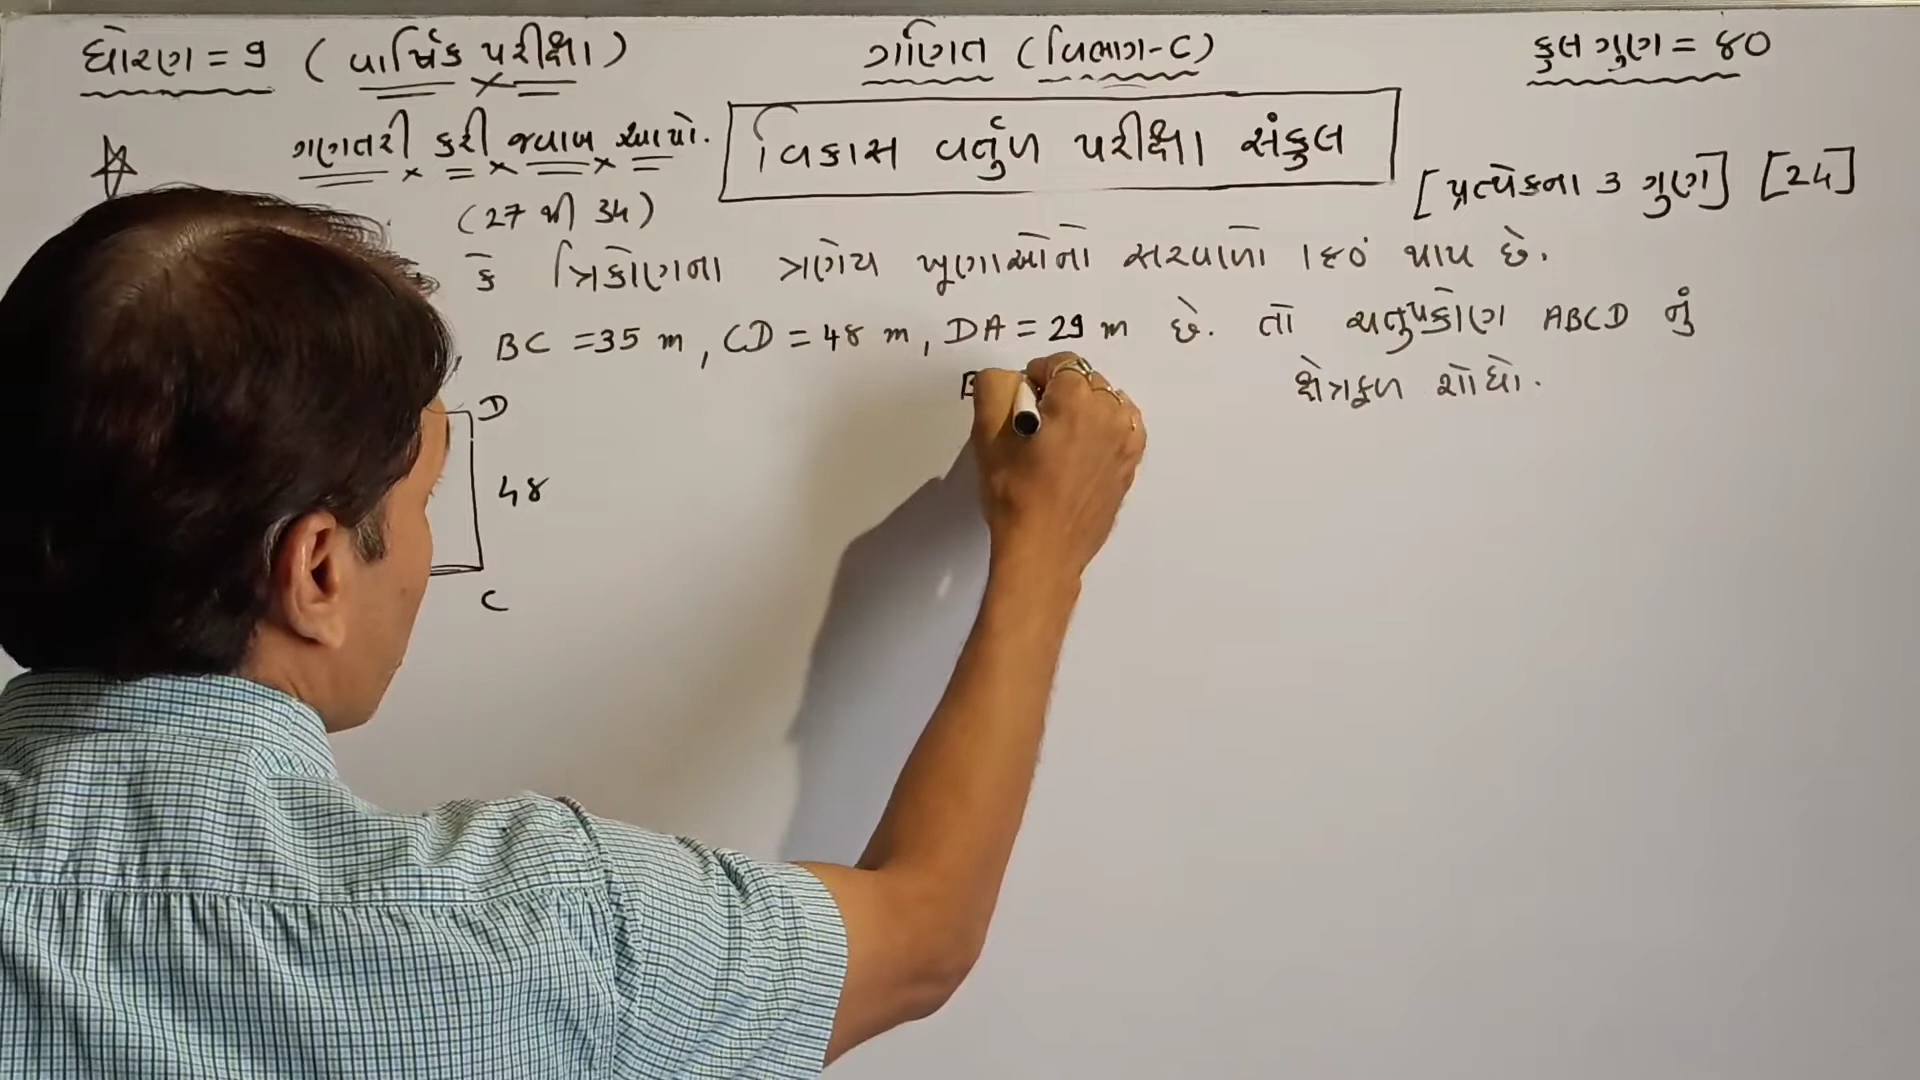 ધોરણ = 9 ( વાર્ષિક પરીક્ષા )
ગણિત ( વિભાગ-C )
કુલ ગુણ = ૪૦
ગણતરી કરી જવાબ આપો.
વિકાસ વર્તુળ પરીક્ષા સંકુલ
(27 થી 34)
[પ્રત્યેકના 3 ગુણ] [24]
કે ત્રિકોણના ત્રણેય ખૂણાઓનો સરવાળો 180° થાય છે.
, BC = 35 m, CD = 48 m, DA = 29 m છે. તો ચતુષ્કોણ ABCD નું
ક્ષેત્રફળ શોધો.
D
48
C